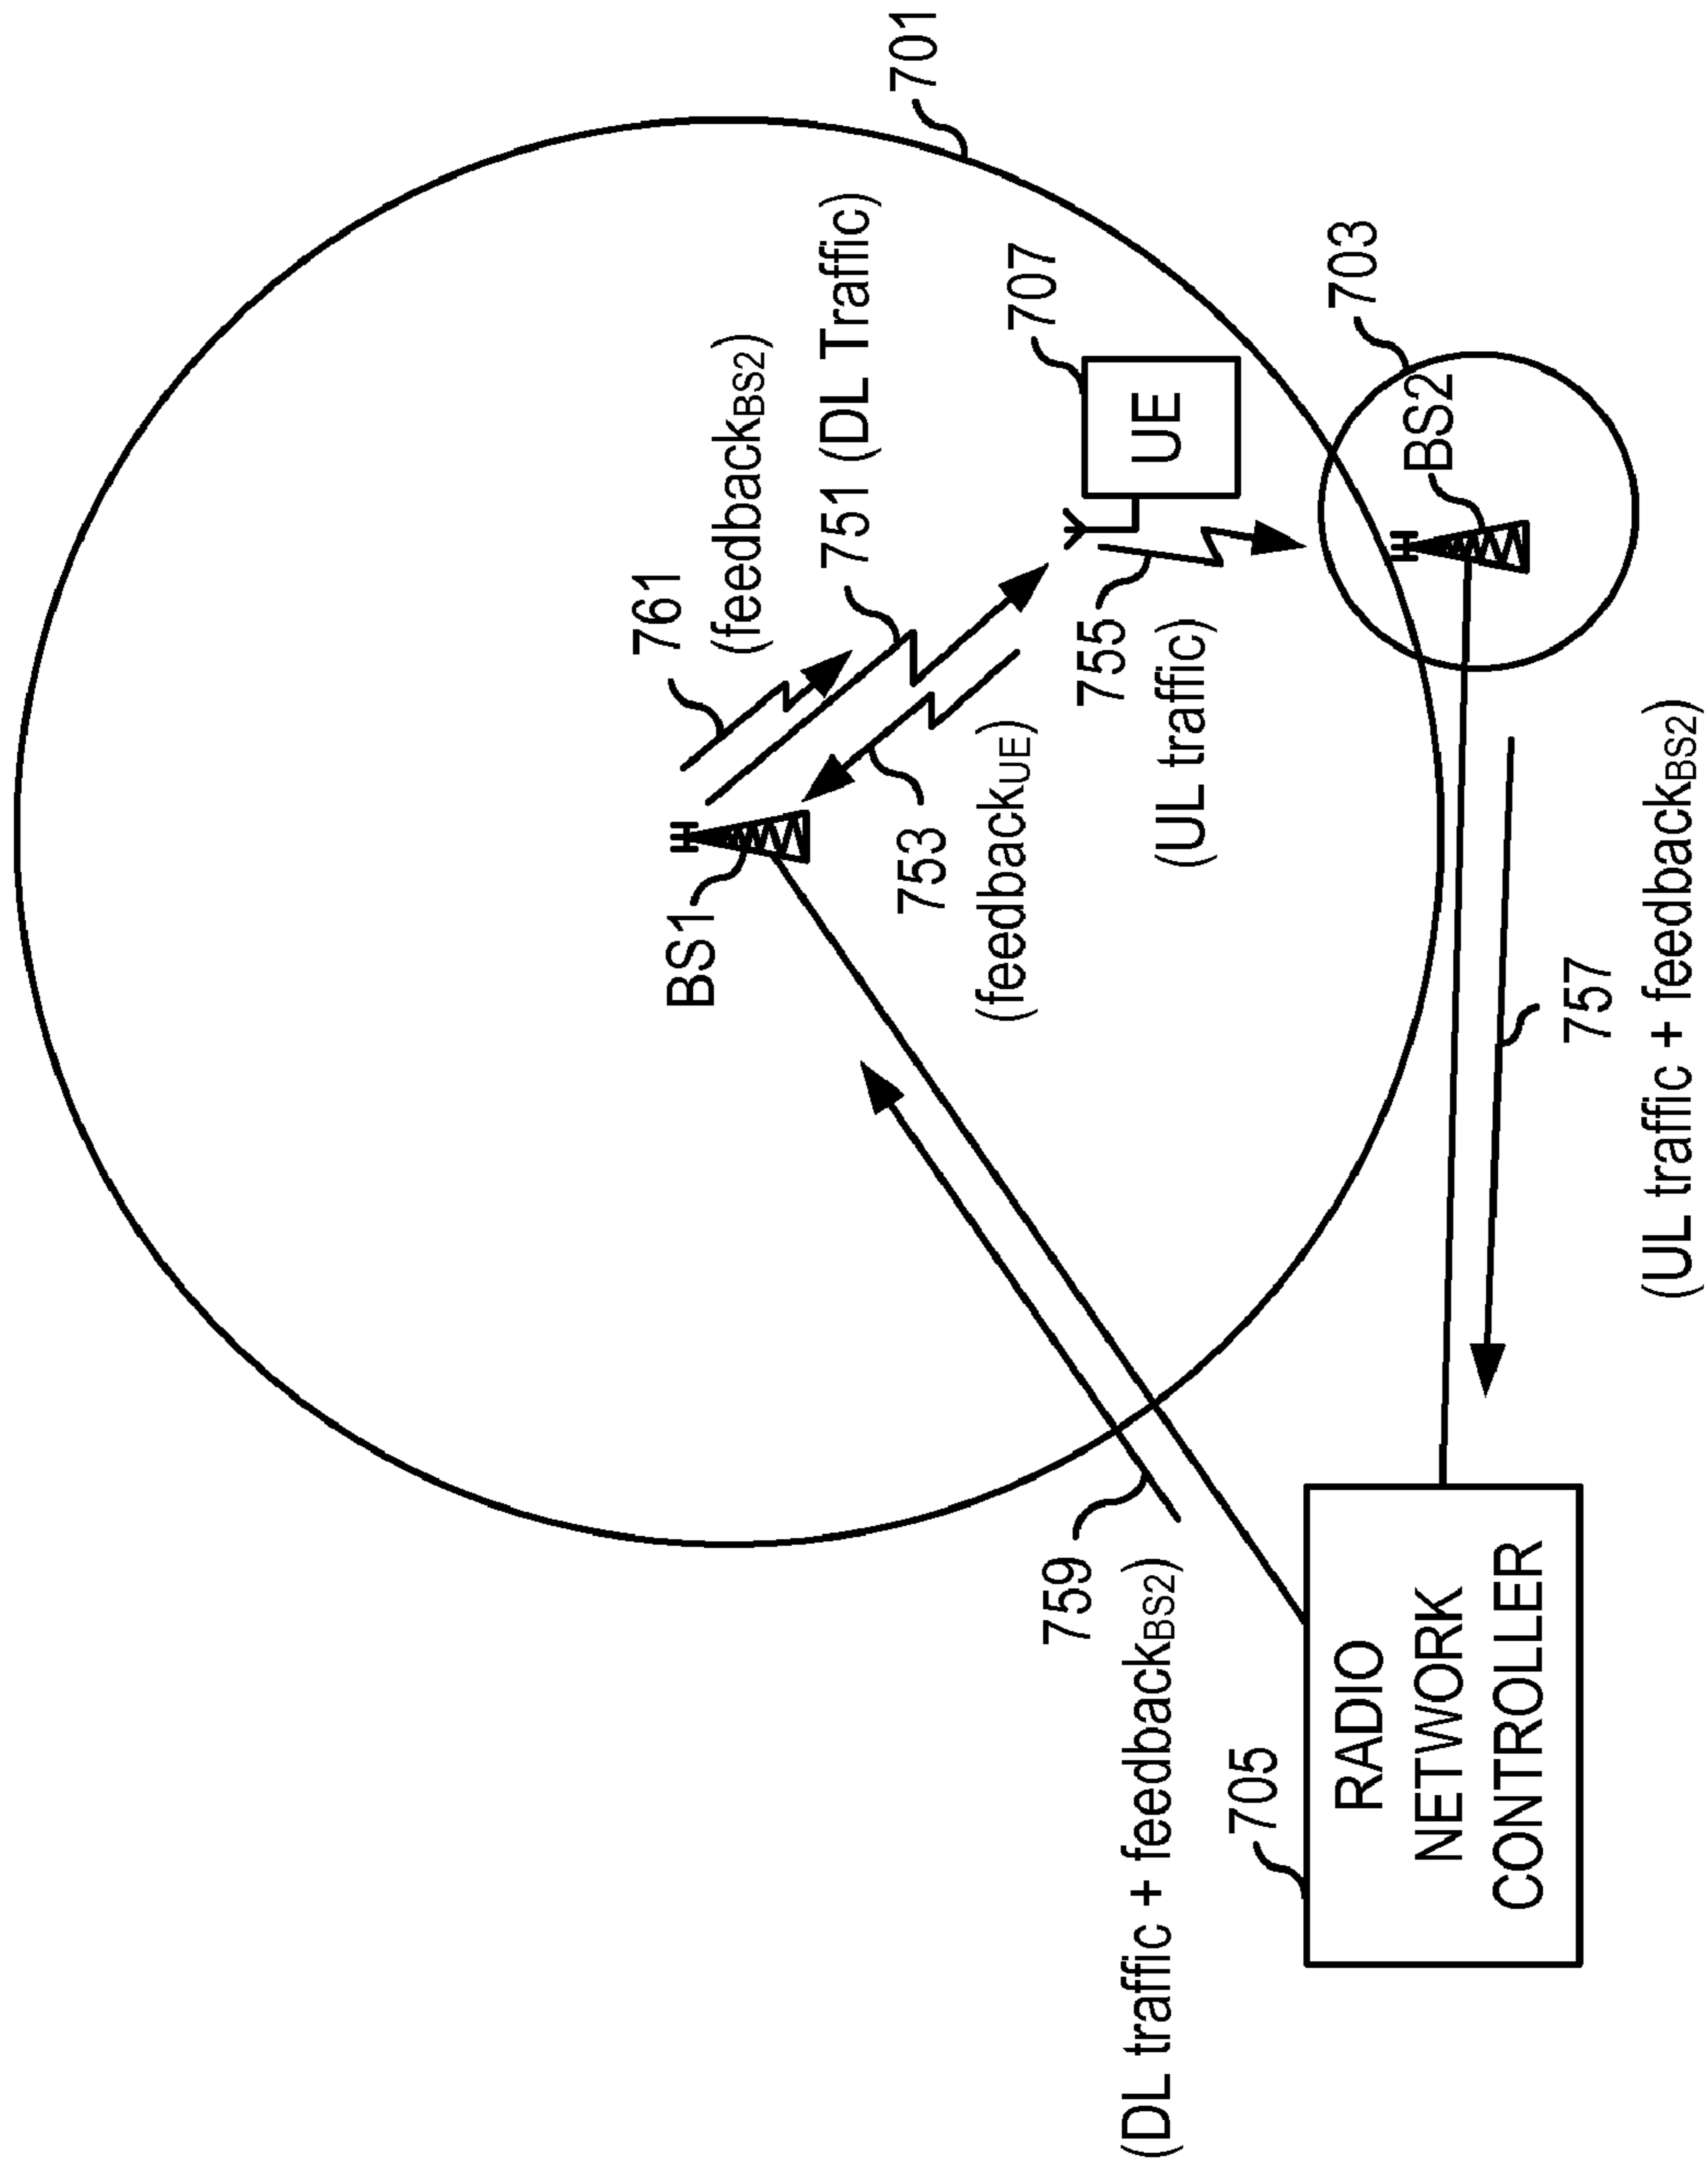 701
761
(feedbackBS2)
751 (DL Traffic)
BS1
753
(feedbackUE)
707
UE
755
(UL traffic)
703
BS2
759
(DL traffic + feedbackBS2)
705
RADIO
NETWORK
CONTROLLER
757
(UL traffic + feedbackBS2)